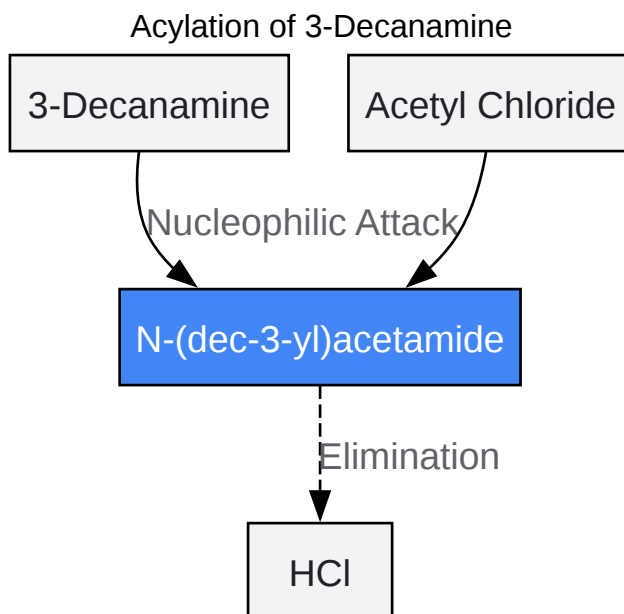 Acylation of 3-Decanamine
3-Decanamine
Acetyl Chloride
Nucleophilic Attack
N-(dec-3-yl)acetamide
Elimination
HCl